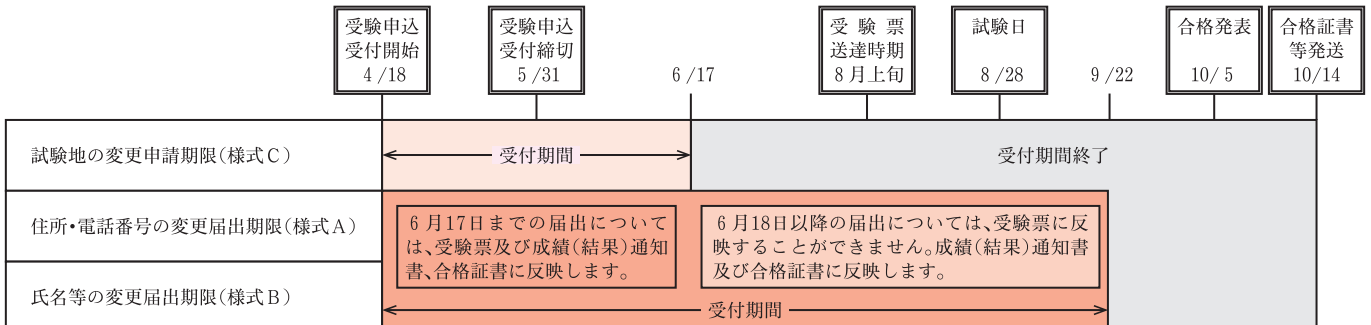 受験申込
受付開始
4/18
受験申込
受付締切
5/31
6/17
受験票
送達時期
8月上旬
試験日
8/28
9/22
合格発表
10/5
合格証書
等発送
10/14
試験地の変更申請期限(様式C)
受付期間
受付期間終了
住所・電話番号の変更届出期限(様式A)
6月17日までの届出について
は、受験票及び成績(結果)通知
書、合格証書に反映します。
6月18日以降の届出については、受験票に反
映することができません。成績(結果)通知書
及び合格証書に反映します。
氏名等の変更届出期限(様式B)
受付期間